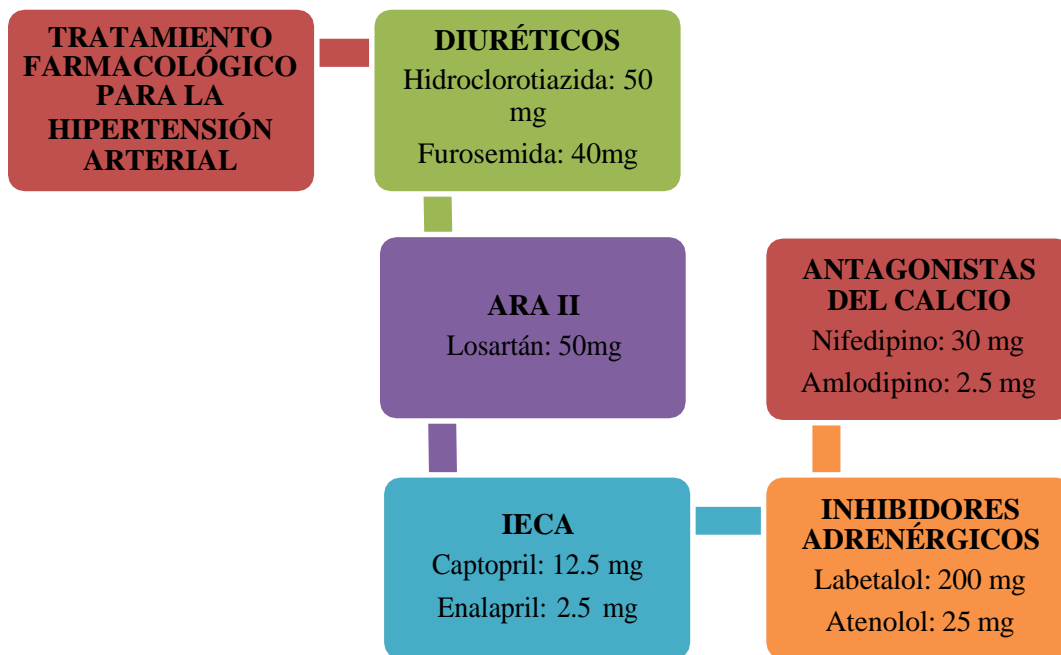 TRATAMIENTO
FARMACOLÓGICO
PARA LA
HIPERTENSIÓN
ARTERIAL
DIURÉTICOS
Hidroclorotiazida: 50
mg
Furosemida: 40mg
ARA II
Losartán: 50mg
IECA
Captopril: 12.5 mg
Enalapril: 2.5 mg
INHIBIDORES
ADRENÉRGICOS
Labetalol: 200 mg
Atenolol: 25 mg
ANTAGONISTAS
DEL CALCIO
Nifedipino: 30 mg
Amlodipino: 2.5 mg